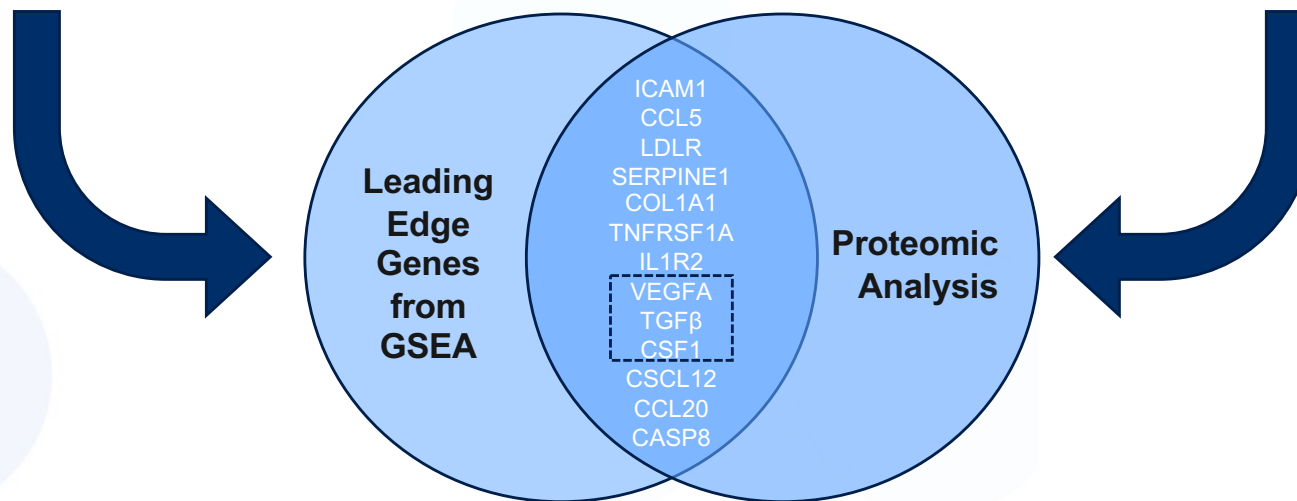 Leading
Edge
Genes
from
GSEA
ICAM1
CCL5
LDLR
SERPINE1
COL1A1
TNFRSF1A
IL1R2
VEGFA
TGFβ
CSF1
CSCL12
CCL20
CASP8
Proteomic
Analysis